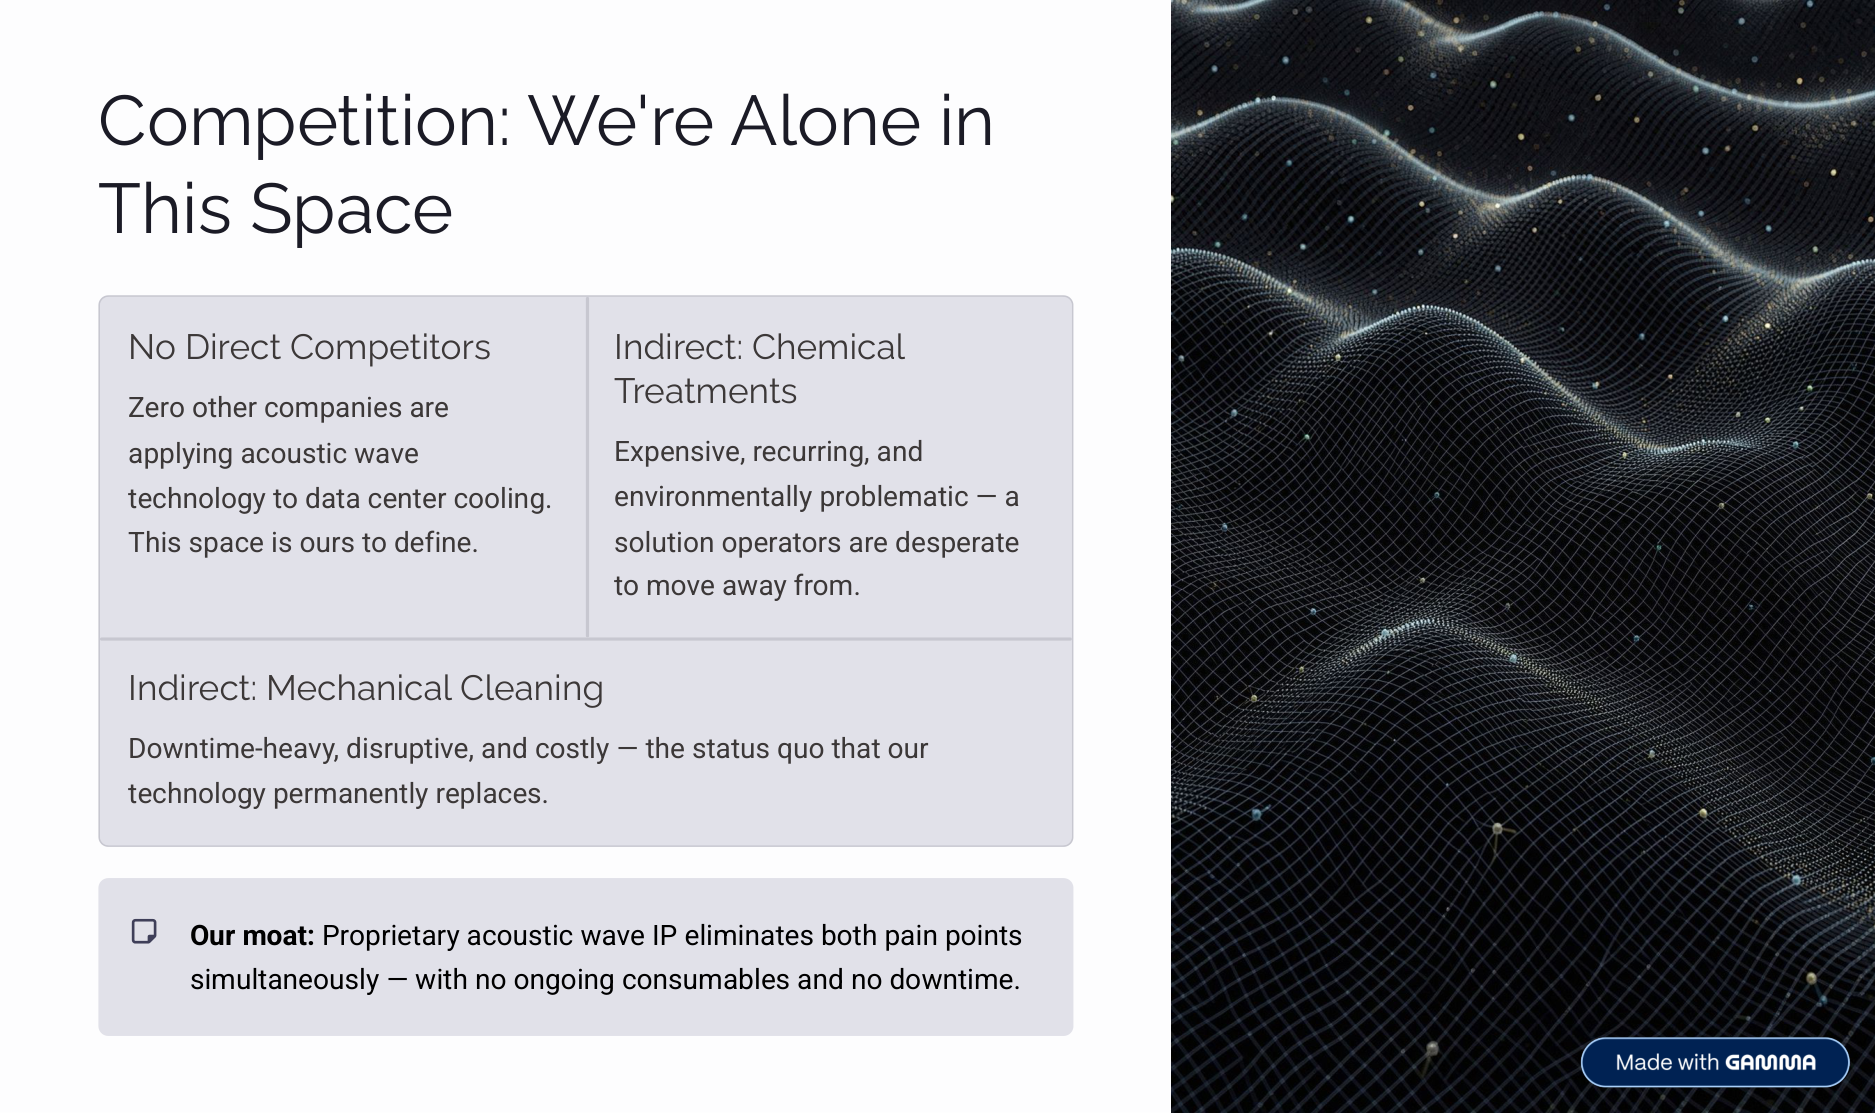 Competition: We're Alone in
This Space
No Direct Competitors
Zero other companies are
applying acoustic wave
technology to data center cooling.
This space is ours to define.
Indirect: Chemical
Treatments
Expensive, recurring, and
environmentally problematic — a
solution operators are desperate
to move away from.
Indirect: Mechanical Cleaning
Downtime-heavy, disruptive, and costly — the status quo that our
technology permanently replaces.
Our moat: Proprietary acoustic wave IP eliminates both pain points
simultaneously — with no ongoing consumables and no downtime.
Made with GAMMA